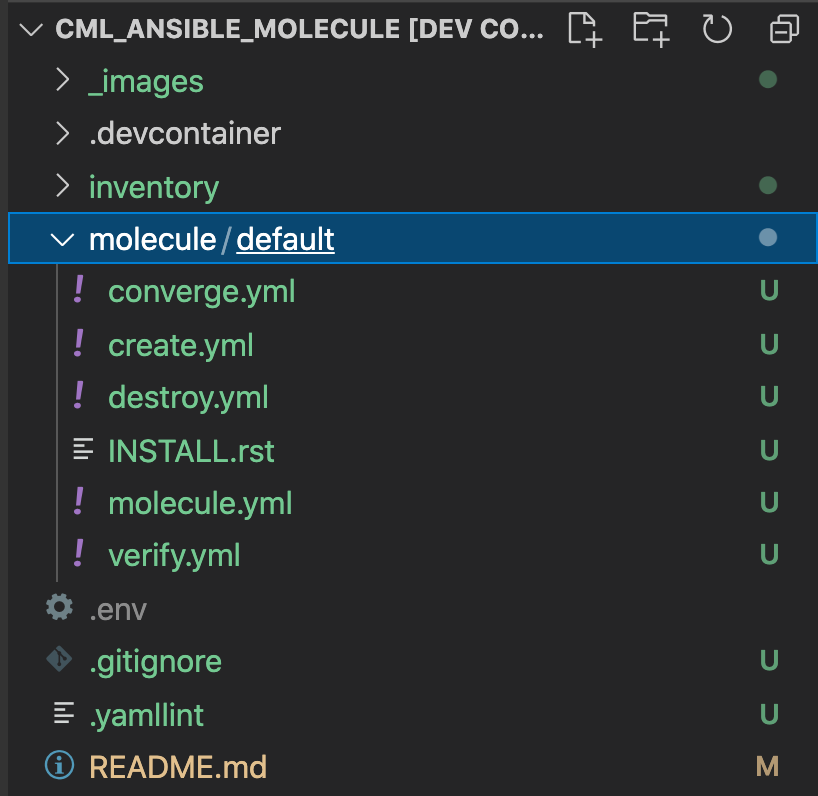 CML_ANSIBLE_MOLECULE [DEV CO...
_images
.devcontainer
inventory
molecule/default
! converge.yml U
! create.yml U
! destroy.yml U
INSTALL.rst U
! molecule.yml U
! verify.yml U
.env
.gitignore U
.yamllint U
README.md M